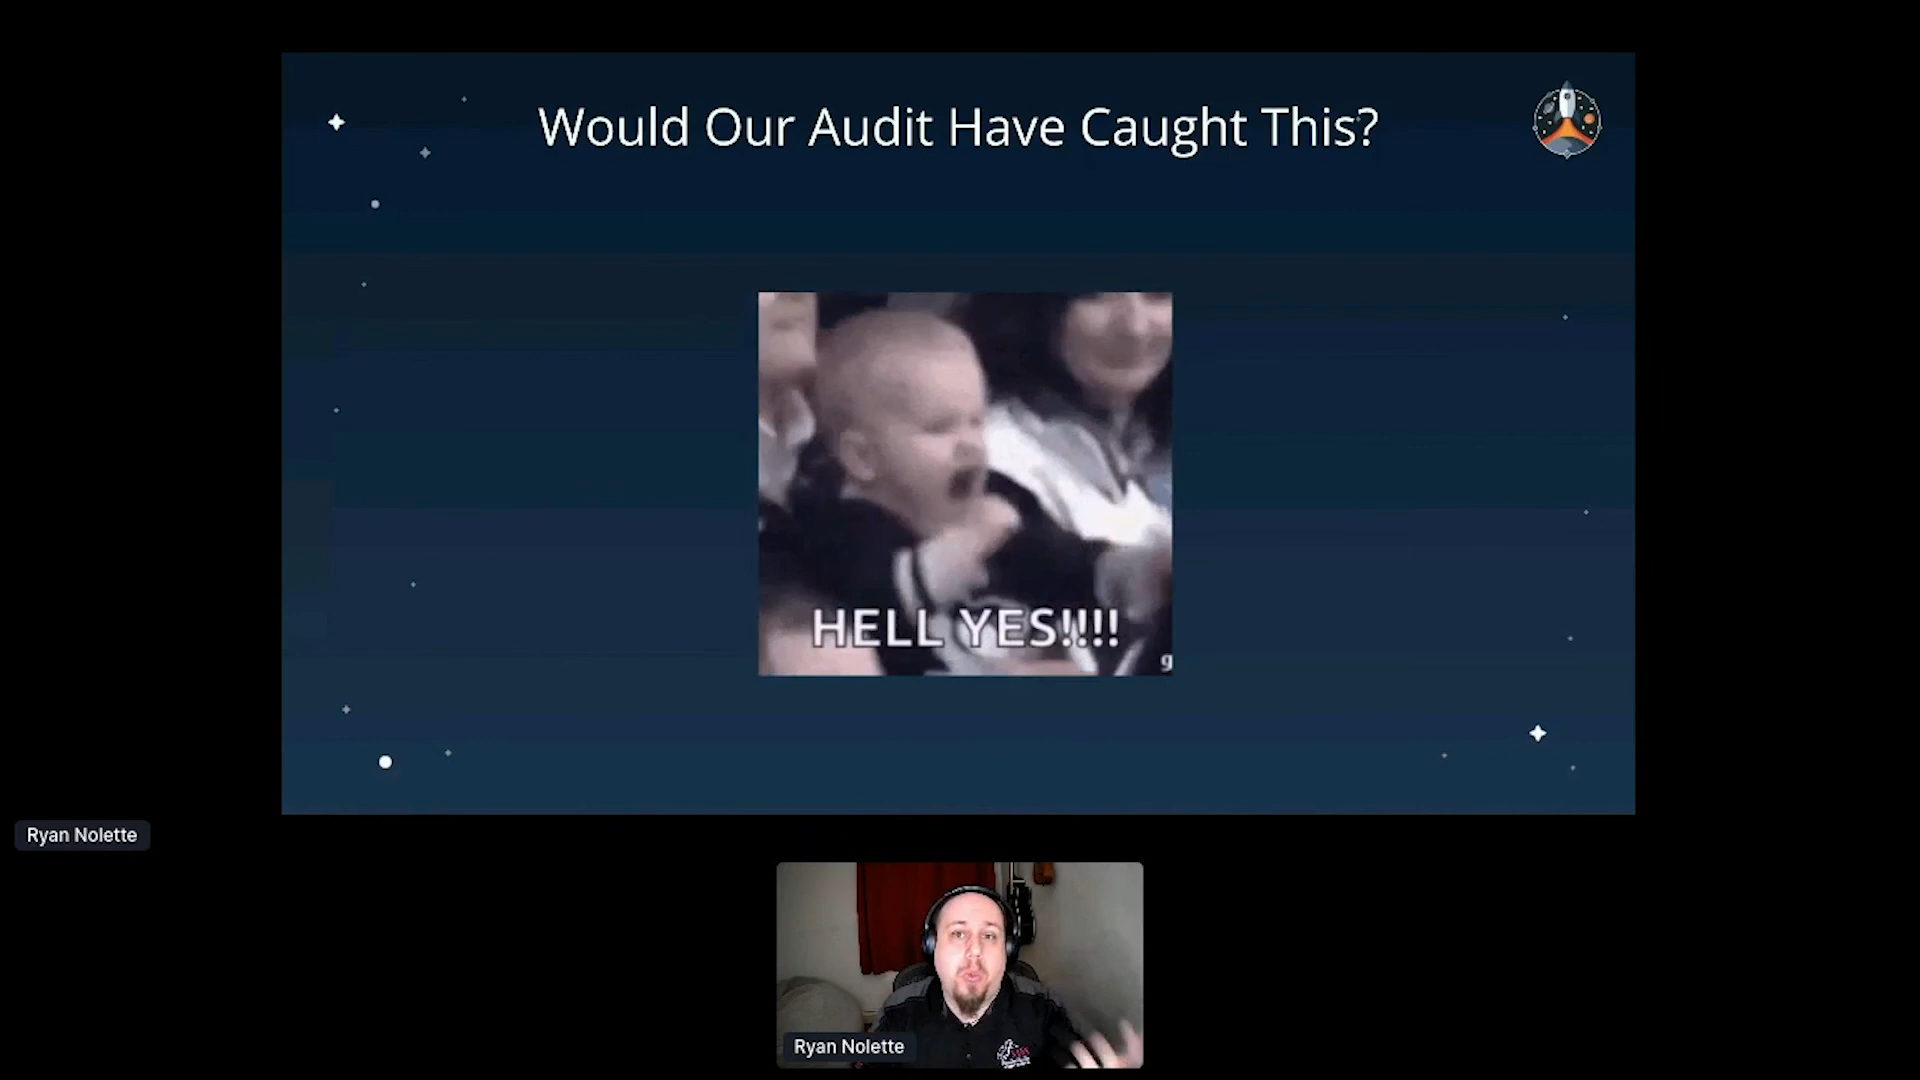 Would Our Audit Have Caught This?
HELL YES!!!!
g
Ryan Nolette
Ryan Nolette